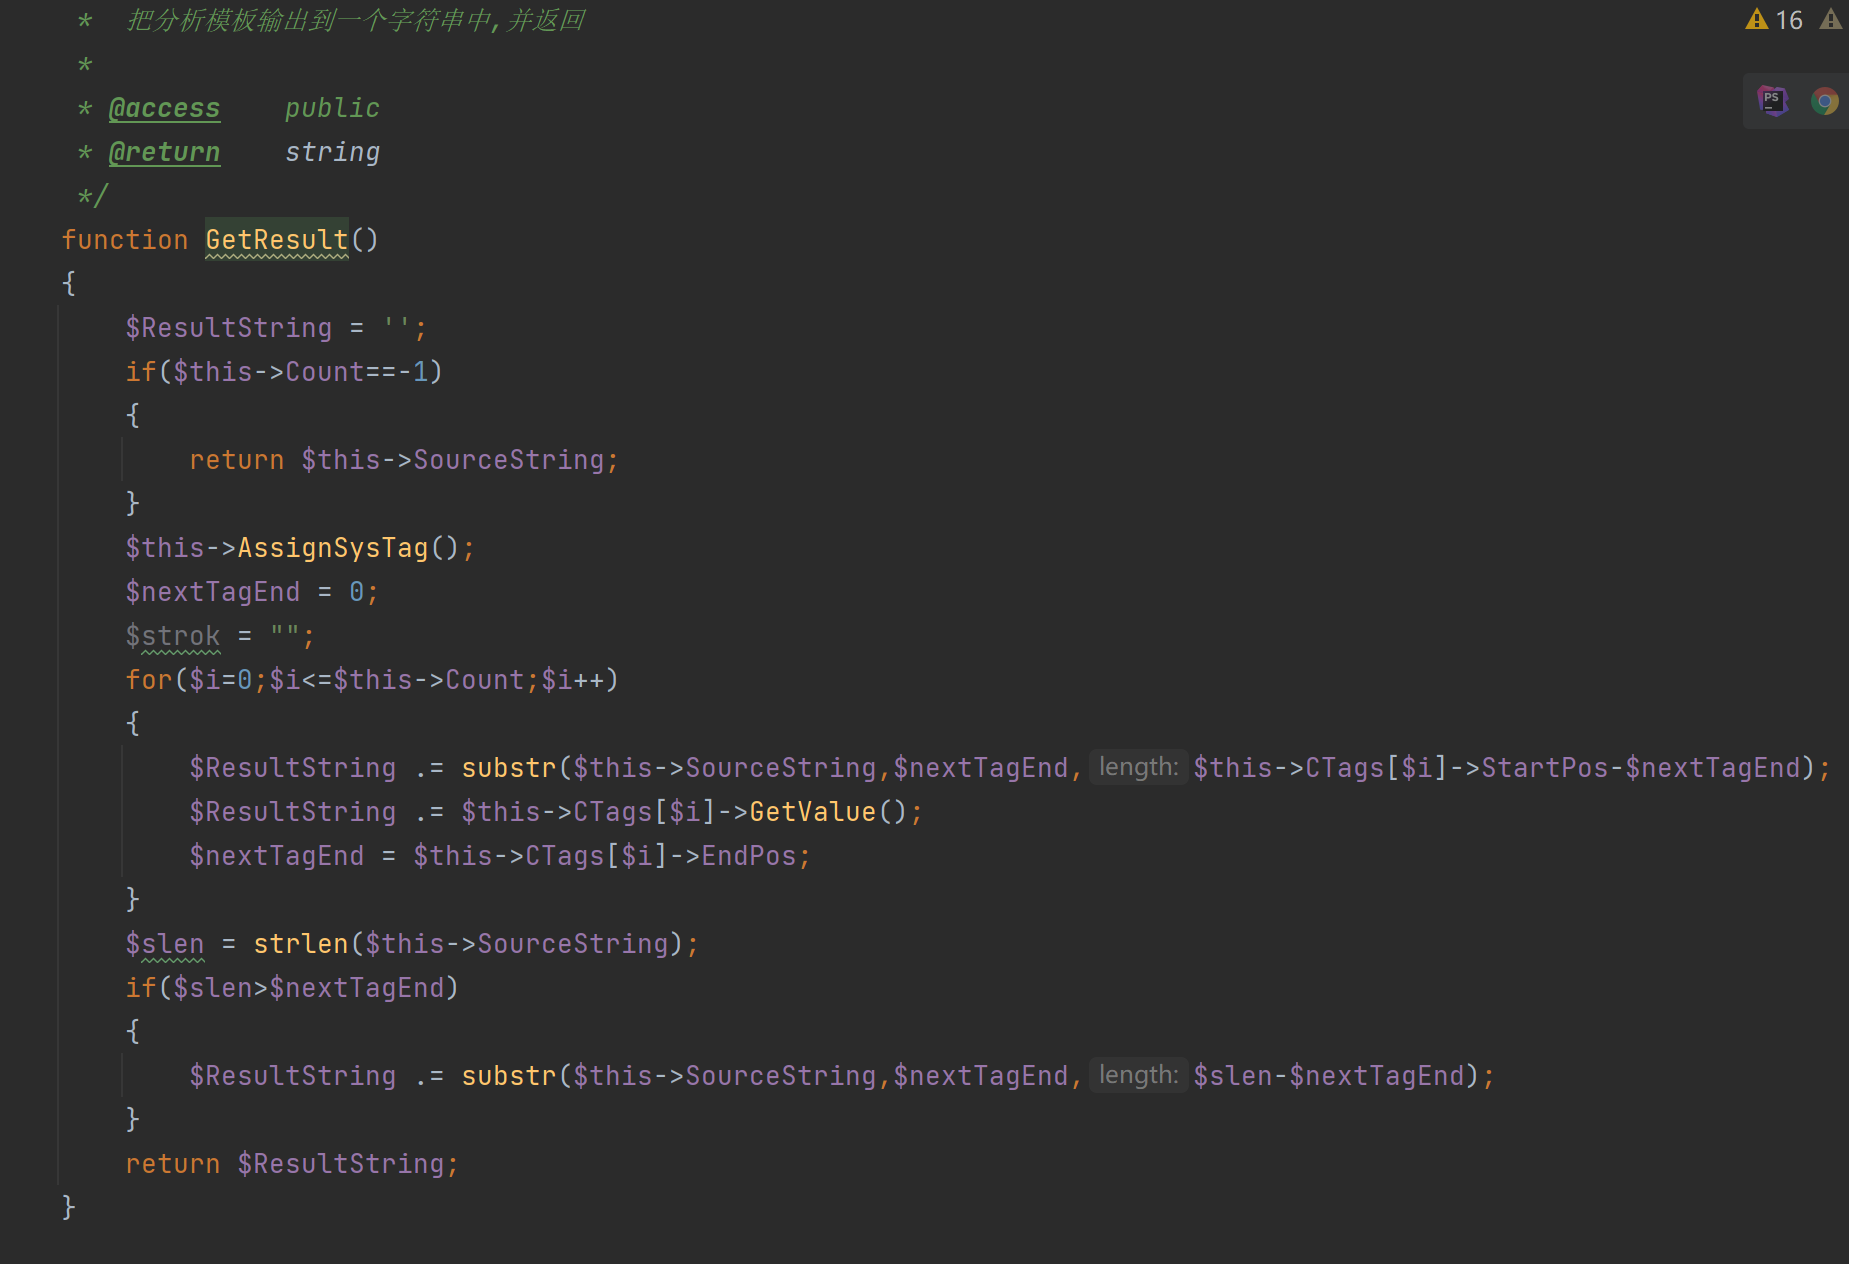 * 把分析模板输出到一个字符串中,并返回
16
*
* @access    public
PS
* @return    string
*/
function GetResult()
{
$ResultString = '';
if($this->Count==-1)
{
return $this->SourceString;
}
$this->AssignSysTag();
$nextTagEnd = 0;
$strok = "";
for($i=0;$i<=$this->Count;$i++)
{
$ResultString .= substr($this->SourceString,$nextTagEnd, length: $this->CTags[$i]->StartPos-$nextTagEnd);
$ResultString .= $this->CTags[$i]->GetValue();
$nextTagEnd = $this->CTags[$i]->EndPos;
}
$slen = strlen($this->SourceString);
if($slen>$nextTagEnd)
{
$ResultString .= substr($this->SourceString,$nextTagEnd, length: $slen-$nextTagEnd);
}
return $ResultString;
}